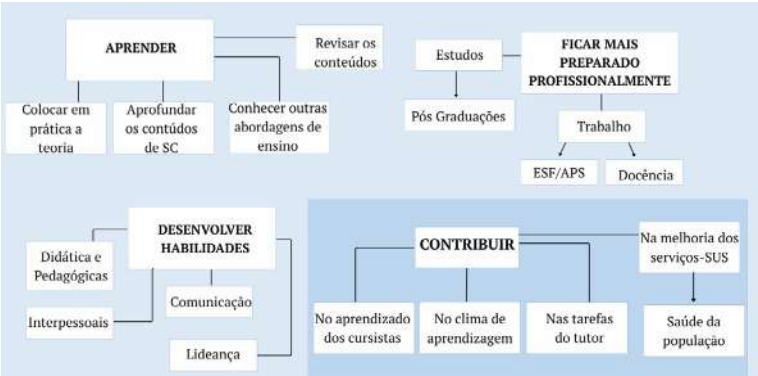 APRENDER
Revisar os
conteúdos
Colocar em
prática a
teoria
Aprofundar
os contúdos
de SC
Conhecer outras
abordagens de
ensino
Estudos
FICAR MAIS
PREPARADO
PROFISSIONALMENTE
Pós Graduações
Trabalho
ESF/APS
Docência
DESENVOLVER
HABILIDADES
Didática e
Pedagógicas
Comunicação
Interpessoais
Lideança
CONTRIBUIR
Na melhoria dos
serviços-SUS
No aprendizado
dos cursistas
No clima de
aprendizagem
Nas tarefas
do tutor
Saúde da
população